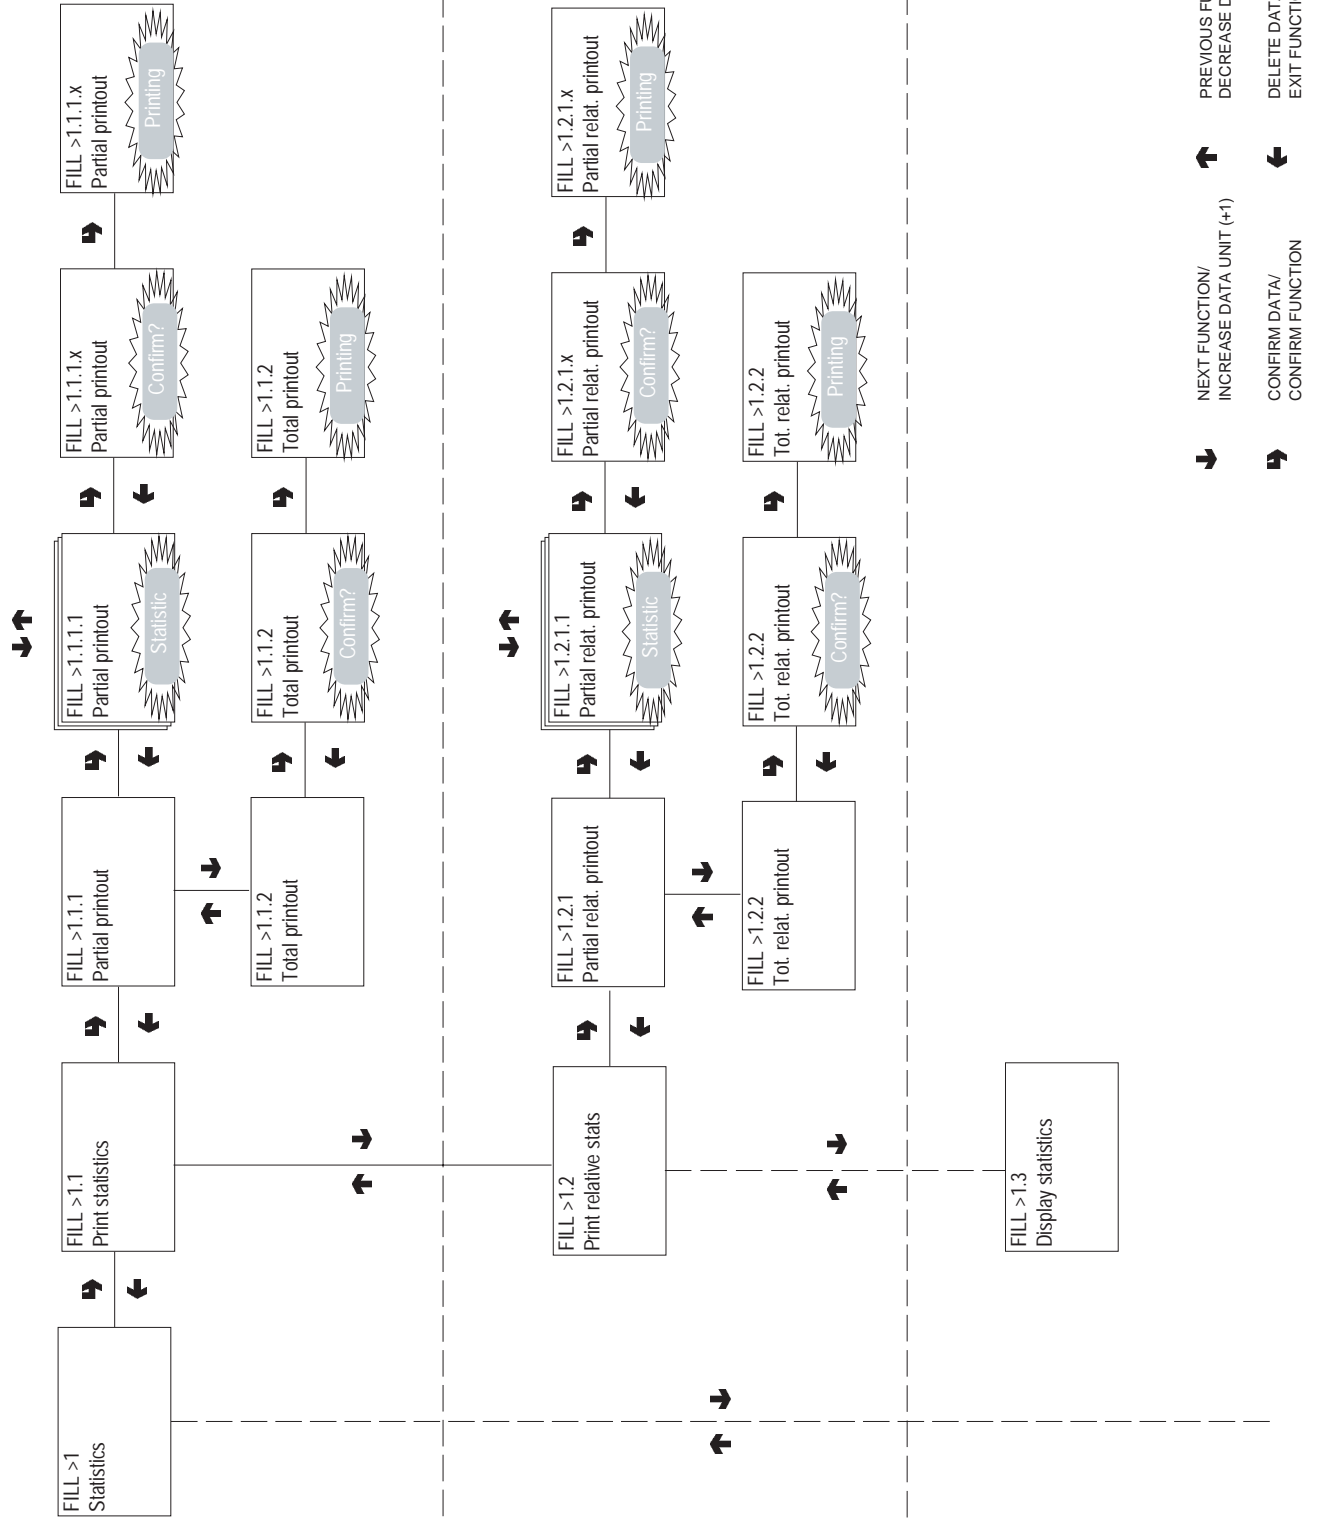 FILL >1
Statistics
FILL >1.1
Print statistics
FILL >1.1.1
Partial printout
FILL >1.1.1.1
Partial printout
Statistic
FILL >1.1.1.x
Partial printout
Confirm?
FILL >1.1.1.x
Partial printout
Printing
FILL >1.1.2
Total printout
FILL >1.1.2
Total printout
Confirm?
FILL >1.1.2
Total printout
Printing
FILL >1.2
Print relative stats
FILL >1.2.1
Partial relat. printout
FILL >1.2.1.1
Partial relat. printout
Statistic
FILL >1.2.1.x
Partial relat. printout
Confirm?
FILL >1.2.1.x
Partial relat. printout
Printing
FILL >1.2.2
Tot. relat. printout
FILL >1.2.2
Tot. relat. printout
Confirm?
FILL >1.2.2
Tot. relat. printout
Printing
FILL >1.3
Display statistics
NEXT FUNCTION/
INCREASE DATA UNIT (+1)
PREVIOUS
DECREASE
CONFIRM DATA/
CONFIRM FUNCTION
DELETE
EXIT